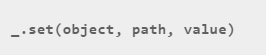 _.set(object, path, value)